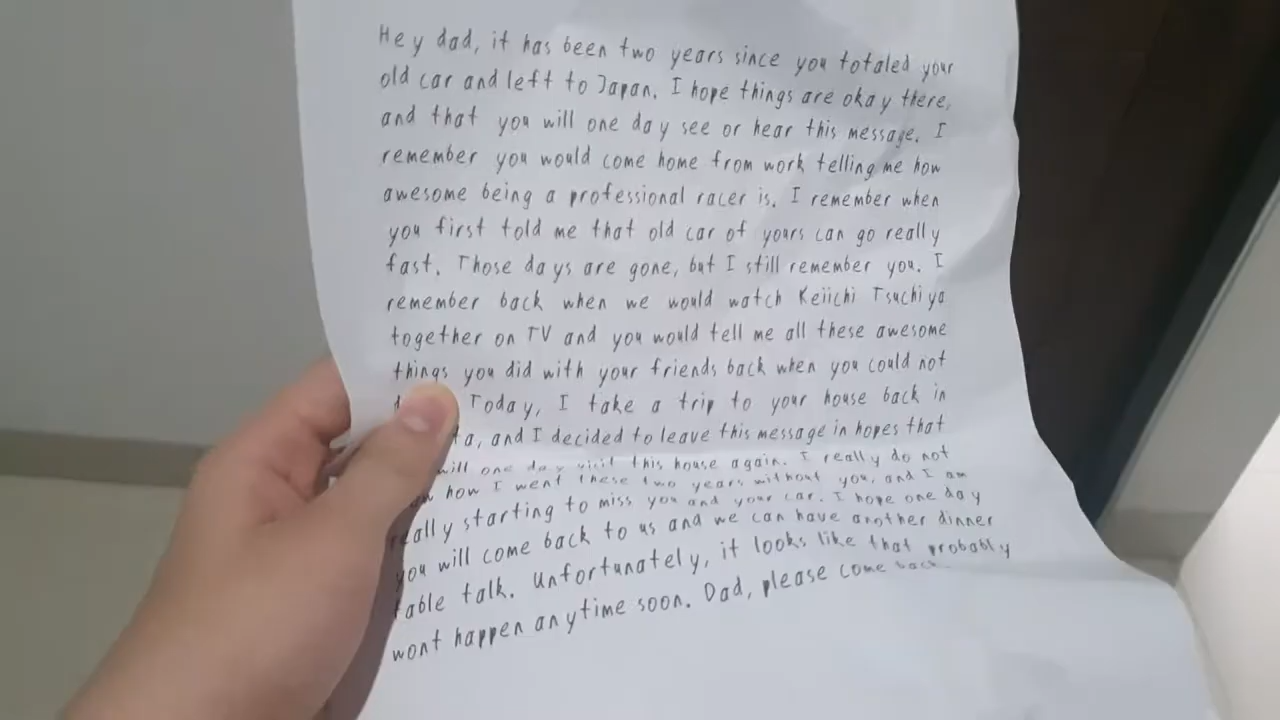 Hey dad, it has been two years since you totaled your
old car and left to Japan. I hope things are okay there,
and that you will one day see or hear this message. I
remember you would come home from work telling me how
awesome being a professional racer is. I remember when
you first told me that old car of yours can go really
fast. Those days are gone, but I still remember you. I
remember back when we would watch Keiichi Tsuchiya
together on TV and you would tell me all these awesome
things you did with your friends back when you could not
Today, I take a trip to your house back in
ta, and I decided to leave this message in hopes that
will one day visit this house again. I really do not
how I went these two years without you, and I am
really starting to miss you and your car. I hope one day
you will come back to us and we can have another dinner
table talk. Unfortunately, it looks like that probably
wont happen anytime soon. Dad, please come back.